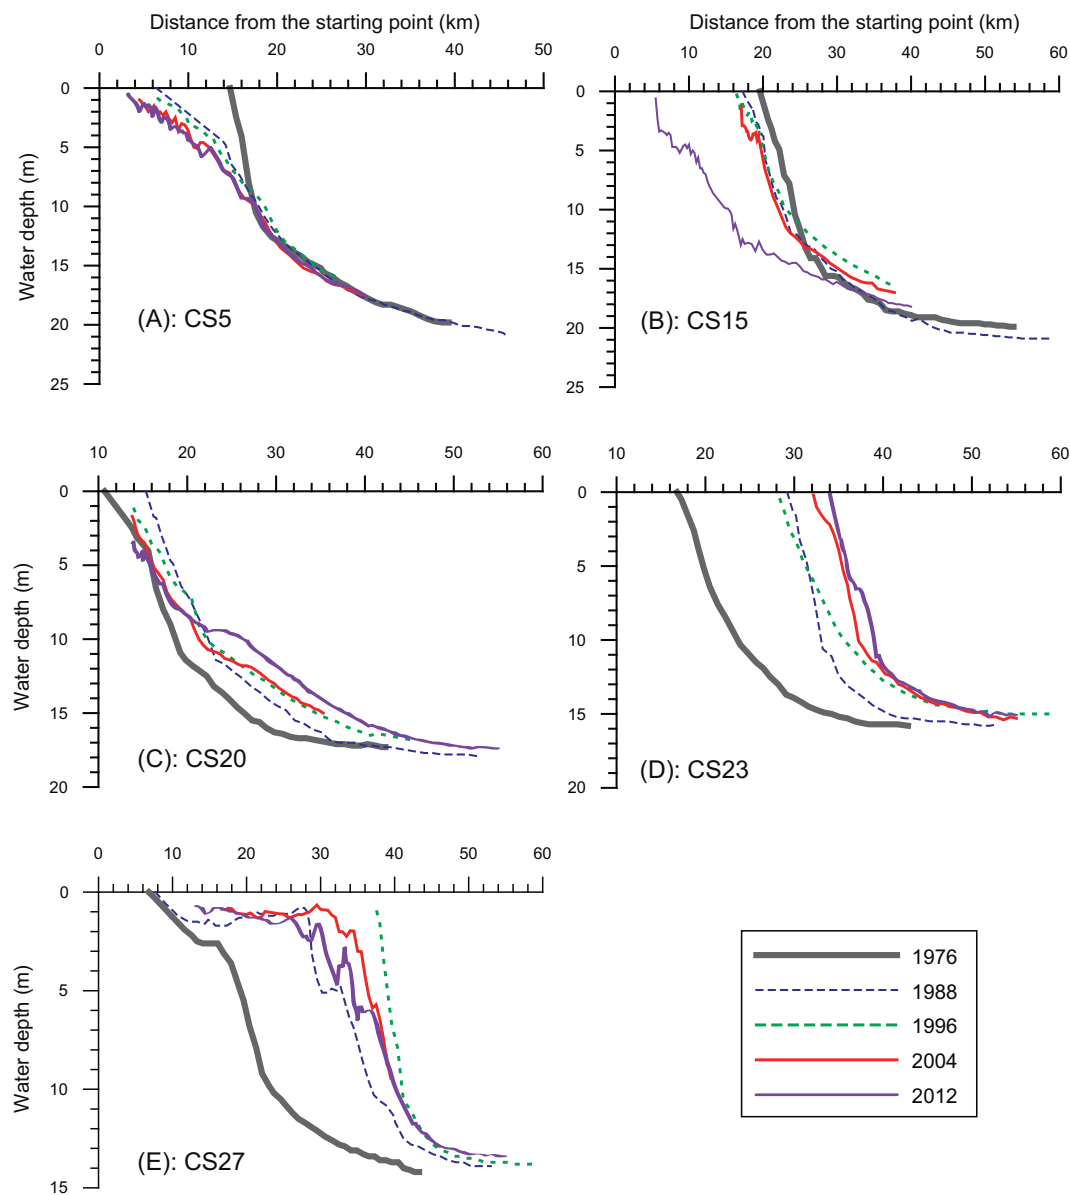 Distance from the starting point (km)
Distance from the starting point (km)
0 10 20 30 40 50
0 10 20 30 40 50 60
0
5
10
15
20
25
Water depth (m)
(A): CS5
0
5
10
15
20
25
(B): CS15
10 20 30 40 50 60
10 20 30 40 50 60
0
5
10
15
20
Water depth (m)
(C): CS20
0
5
10
15
20
(D): CS23
0 10 20 30 40 50 60
0
5
10
15
Water depth (m)
(E): CS27
1976
1988
1996
2004
2012